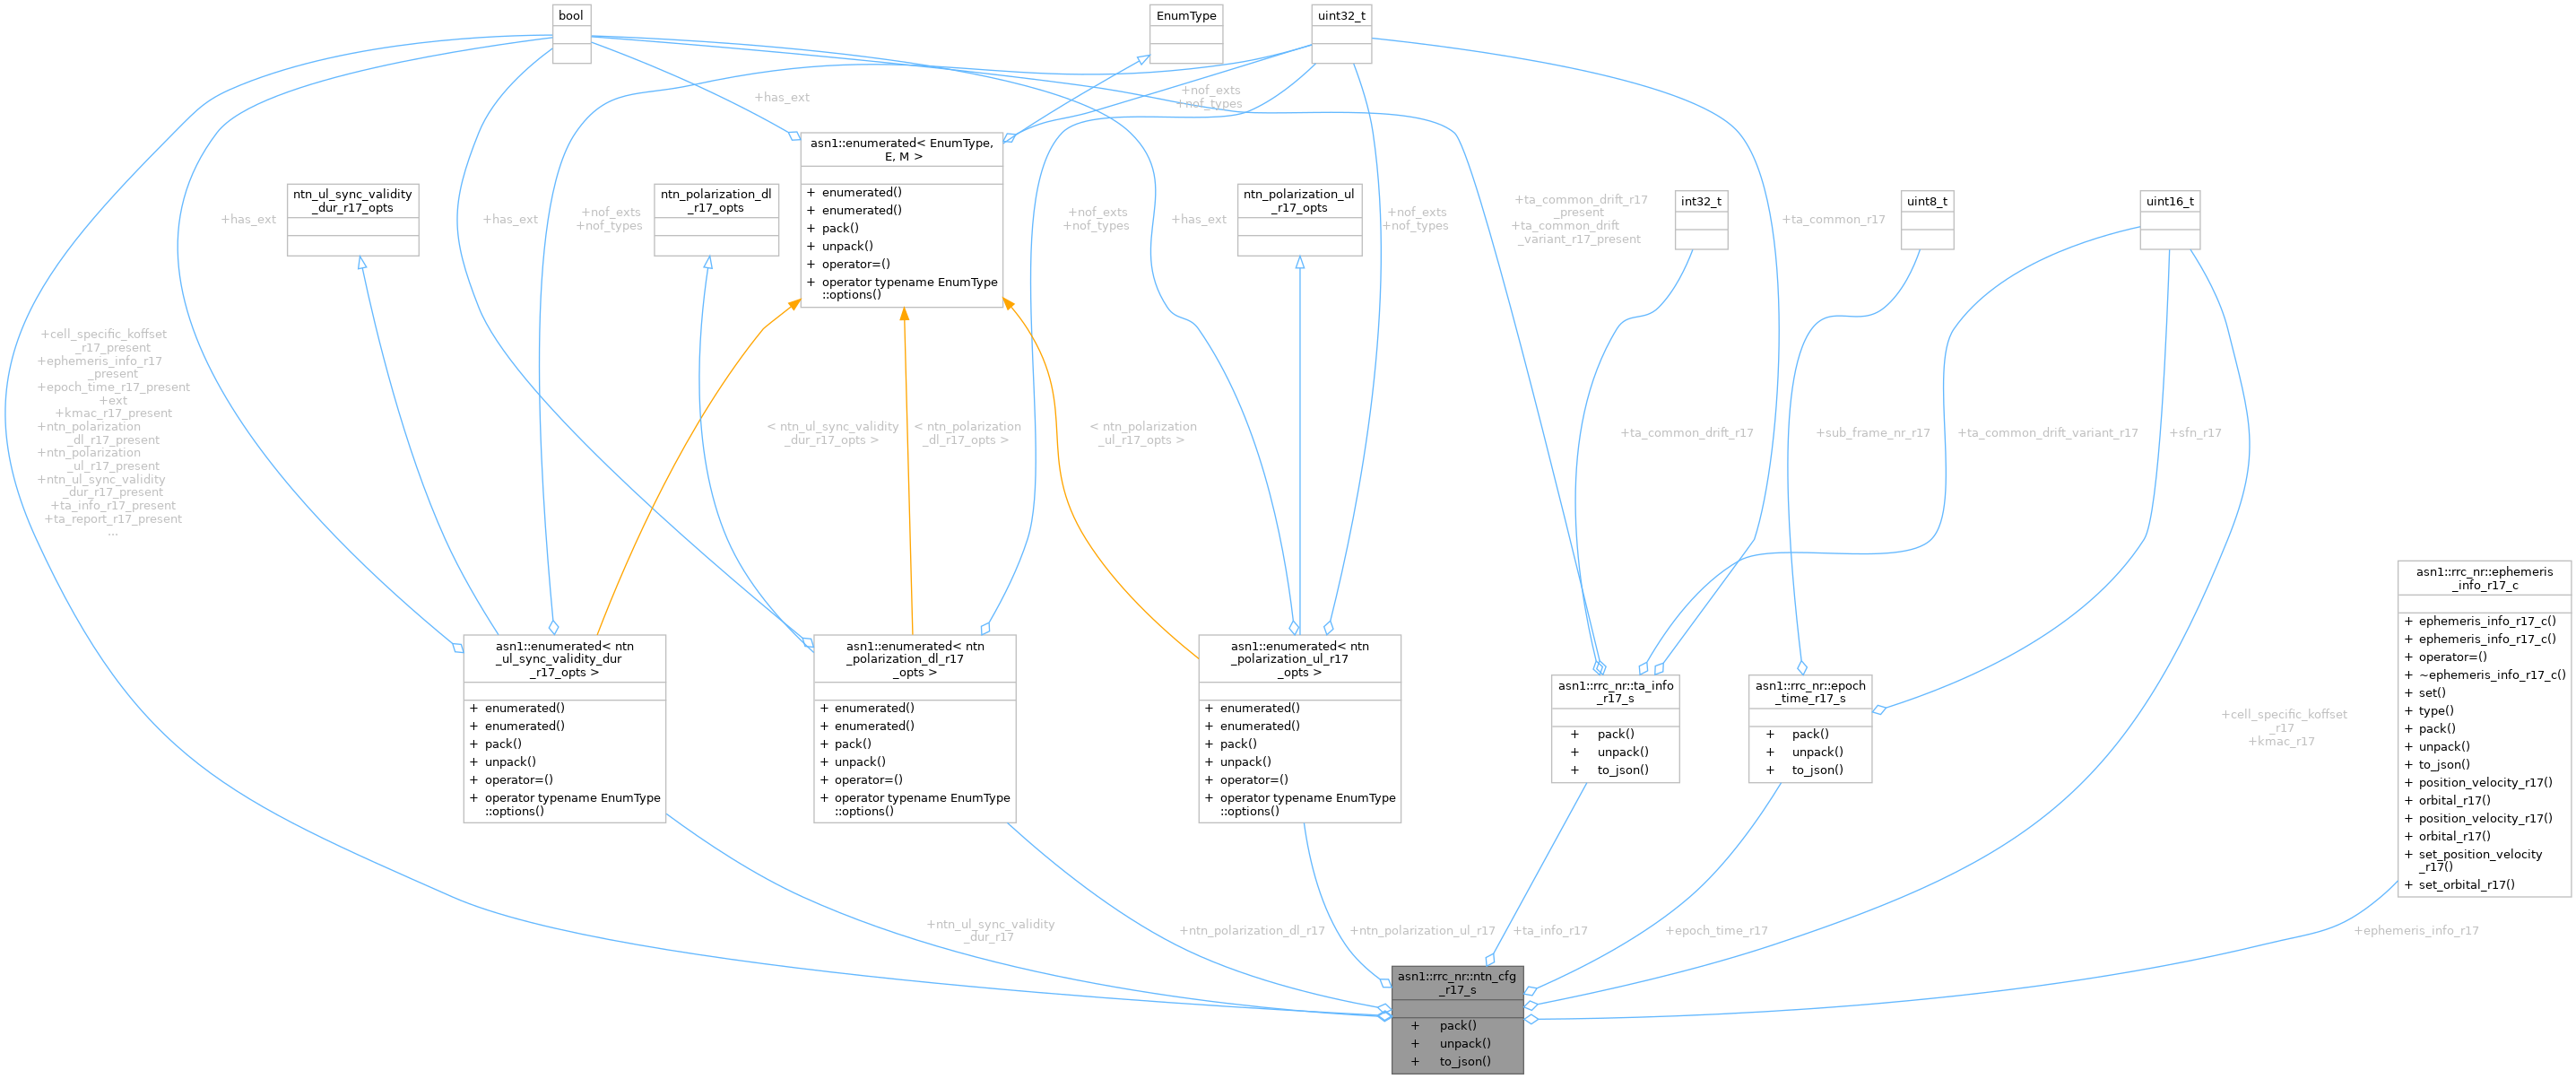 bool
EnumType
uint32_t
+has_ext
+nof_exts
+nof_types
asn1::enumerated< EnumType,
E, M >
+ enumerated()
+ enumerated()
+ pack()
+ unpack()
+ operator=()
+ operator typename EnumType
::options()
ntn_ul_sync_validity
_dur_r17_opts
ntn_polarization_dl
_r17_opts
ntn_polarization_ul
_r17_opts
int32_t
uint8_t
uint16_t
+has_ext
+has_ext
+nof_exts
+nof_types
+nof_exts
+nof_types
+has_ext
+nof_exts
+nof_types
+ta_common_drift_r17
_present
+ta_common_drift
_variant_r17_present
+ta_common_r17
+cell_specific_koffset
_r17_present
+ephemeris_info_r17
_present
+epoch_time_r17_present
+ext
+kmac_r17_present
+ntn_polarization
_dl_r17_present
+ntn_polarization
_ul_r17_present
+ntn_ul_sync_validity
_dur_r17_present
+ta_info_r17_present
+ta_report_r17_present
...
< ntn_ul_sync_validity
_dur_r17_opts >
< ntn_polarization
_dl_r17_opts >
< ntn_polarization
_ul_r17_opts >
+ta_common_drift_r17
+sub_frame_nr_r17
+ta_common_drift_variant_r17
+sfn_r17
asn1::enumerated< ntn
_ul_sync_validity_dur
_r17_opts >
+ enumerated()
+ enumerated()
+ pack()
+ unpack()
+ operator=()
+ operator typename EnumType
::options()
asn1::enumerated< ntn
_polarization_dl_r17
_opts >
+ enumerated()
+ enumerated()
+ pack()
+ unpack()
+ operator=()
+ operator typename EnumType
::options()
asn1::enumerated< ntn
_polarization_ul_r17
_opts >
+ enumerated()
+ enumerated()
+ pack()
+ unpack()
+ operator=()
+ operator typename EnumType
::options()
asn1::rrc_nr::ta_info
_r17_s
+ pack()
+ unpack()
+ to_json()
asn1::rrc_nr::epoch
_time_r17_s
+ pack()
+ unpack()
+ to_json()
+cell_specific_koffset
_r17
+kmac_r17
asn1::rrc_nr::ephemeris
_info_r17_c
+ ephemeris_info_r17_c()
+ ephemeris_info_r17_c()
+ operator=()
+ ~ephemeris_info_r17_c()
+ set()
+ type()
+ pack()
+ unpack()
+ to_json()
+ position_velocity_r17()
+ orbital_r17()
+ position_velocity_r17()
+ orbital_r17()
+ set_position_velocity
_r17()
+ set_orbital_r17()
+ntn_ul_sync_validity
_dur_r17
+ntn_polarization_dl_r17
+ntn_polarization_ul_r17
+ta_info_r17
+epoch_time_r17
+ephemeris_info_r17
asn1::rrc_nr::ntn_cfg
_r17_s
+ pack()
+ unpack()
+ to_json()